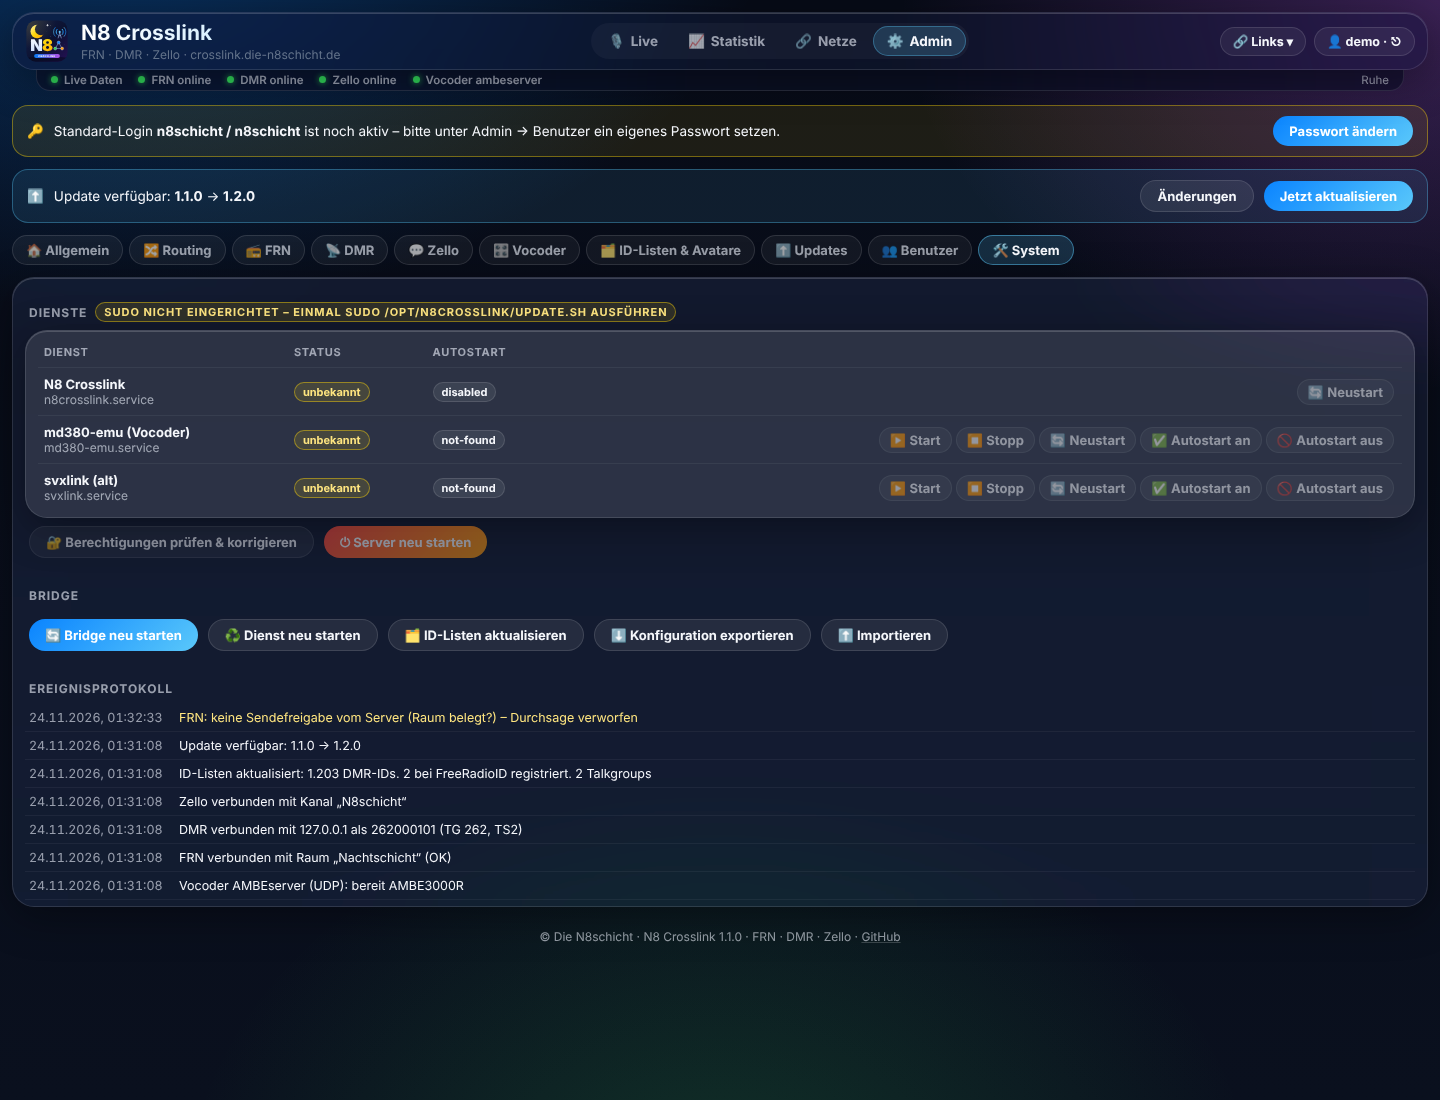 N8 Crosslink
FRN · DMR · Zello · crosslink.die-n8schicht.de
Live
Statistik
Netze
Admin
Links ▾
demo · ⎋
Live Daten
FRN online
DMR online
Zello online
Vocoder ambeserver
Ruhe
Standard-Login n8schicht / n8schicht ist noch aktiv – bitte unter Admin → Benutzer ein eigenes Passwort setzen.
Passwort ändern
Update verfügbar: 1.1.0 → 1.2.0
Änderungen
Jetzt aktualisieren
Allgemein
Routing
FRN
DMR
Zello
Vocoder
ID-Listen & Avatare
Updates
Benutzer
System
DIENSTE
SUDO NICHT EINGERICHTET – EINMAL SUDO /OPT/N8CROSSLINK/UPDATE.SH AUSFÜHREN
DIENST STATUS AUTOSTART
N8 Crosslink
n8crosslink.service
unbekannt
disabled
Neustart
md380-emu (Vocoder)
md380-emu.service
unbekannt
not-found
Start
Stopp
Neustart
Autostart an
Autostart aus
svxlink (alt)
svxlink.service
unbekannt
not-found
Start
Stopp
Neustart
Autostart an
Autostart aus
Berechtigungen prüfen & korrigieren
Server neu starten
BRIDGE
Bridge neu starten
Dienst neu starten
ID-Listen aktualisieren
Konfiguration exportieren
Importieren
EREIGNISPROTOKOLL
24.11.2026, 01:32:33 FRN: keine Sendefreigabe vom Server (Raum belegt?) – Durchsage verworfen
24.11.2026, 01:31:08 Update verfügbar: 1.1.0 → 1.2.0
24.11.2026, 01:31:08 ID-Listen aktualisiert: 1.203 DMR-IDs. 2 bei FreeRadioID registriert. 2 Talkgroups
24.11.2026, 01:31:08 Zello verbunden mit Kanal „N8schicht“
24.11.2026, 01:31:08 DMR verbunden mit 127.0.0.1 als 262000101 (TG 262, TS2)
24.11.2026, 01:31:08 FRN verbunden mit Raum „Nachtschicht“ (OK)
24.11.2026, 01:31:08 Vocoder AMBEserver (UDP): bereit AMBE3000R
© Die N8schicht · N8 Crosslink 1.1.0 · FRN · DMR · Zello · GitHub